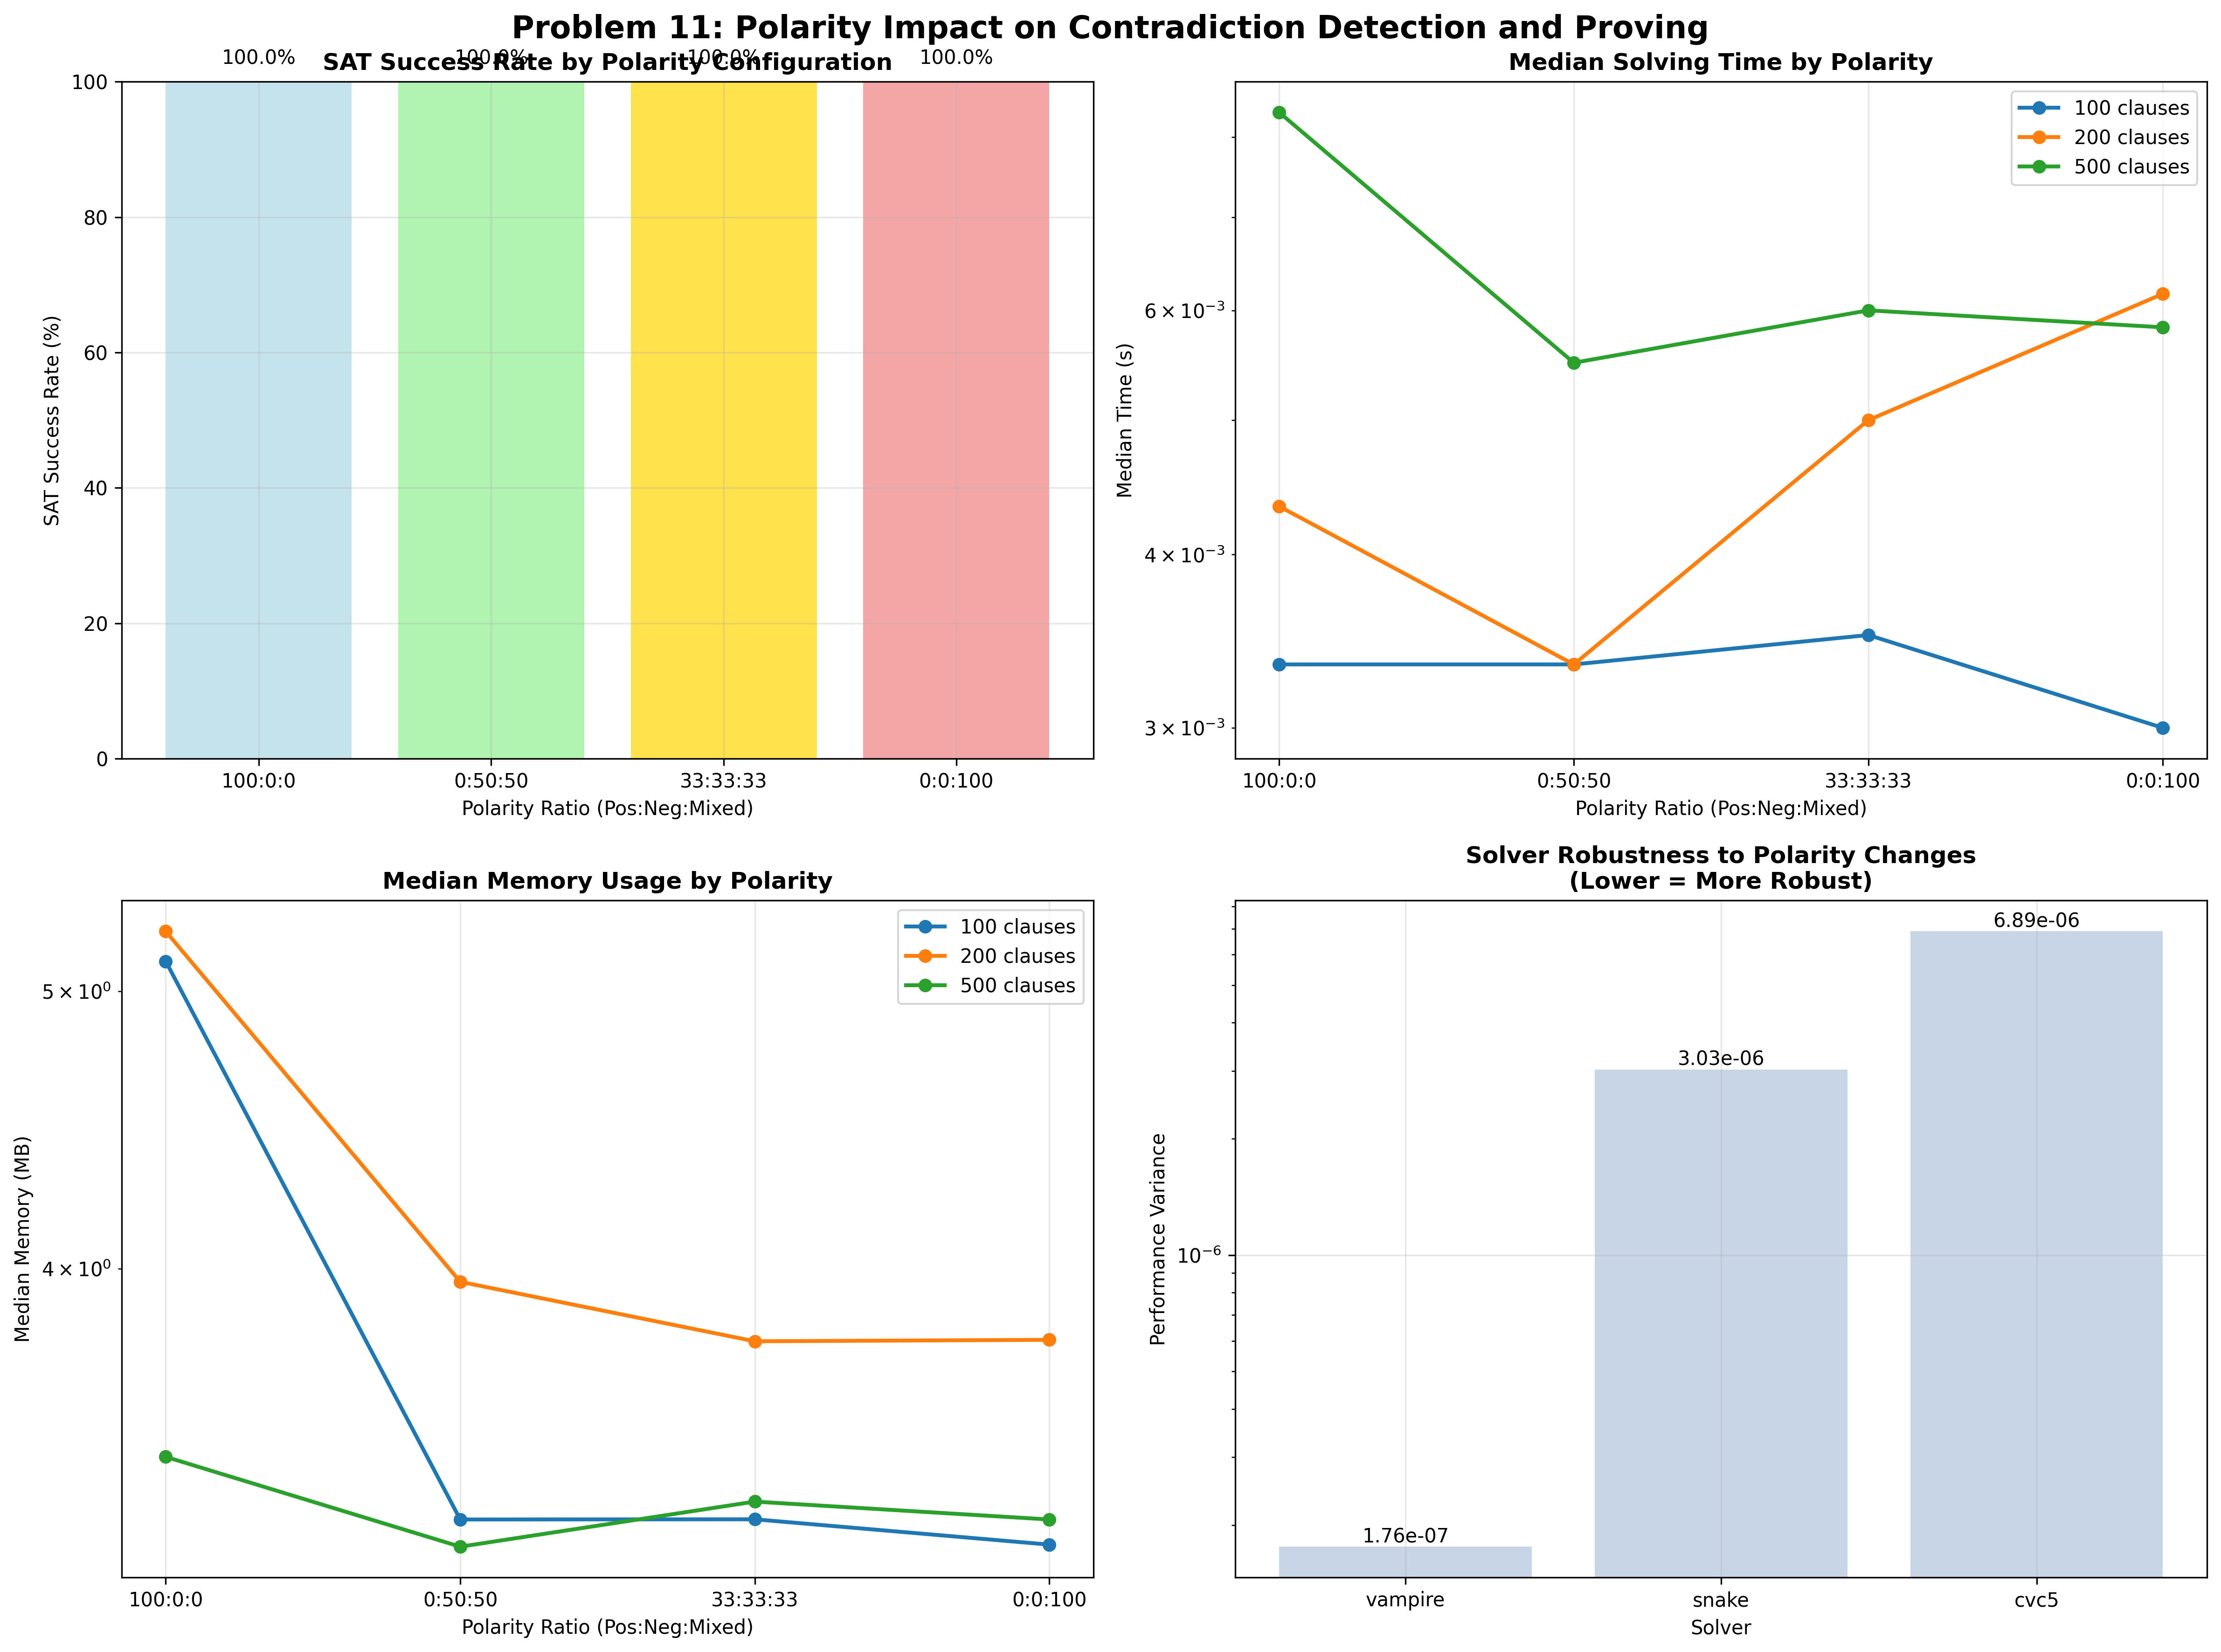 Problem 11: Polarity Impact on Contradiction Detection and Proving
SAT Success Rate by Polarity Configuration
100.0%
100.0%
100.0%
100.0%
SAT Success Rate (%)
100
80
60
40
20
0
100:0:0
0:50:50
33:33:33
0:0:100
Polarity Ratio (Pos:Neg:Mixed)
Median Solving Time by Polarity
100 clauses
200 clauses
500 clauses
Median Time (s)
6 × 10⁻³
4 × 10⁻³
3 × 10⁻³
100:0:0
0:50:50
33:33:33
0:0:100
Polarity Ratio (Pos:Neg:Mixed)
Median Memory Usage by Polarity
100 clauses
200 clauses
500 clauses
Median Memory (MB)
5 × 10⁰
4 × 10⁰
100:0:0
0:50:50
33:33:33
0:0:100
Polarity Ratio (Pos:Neg:Mixed)
Solver Robustness to Polarity Changes
(Lower = More Robust)
6.89e-06
3.03e-06
1.76e-07
Performance Variance
10⁻⁶
vampire
snake
cvc5
Solver